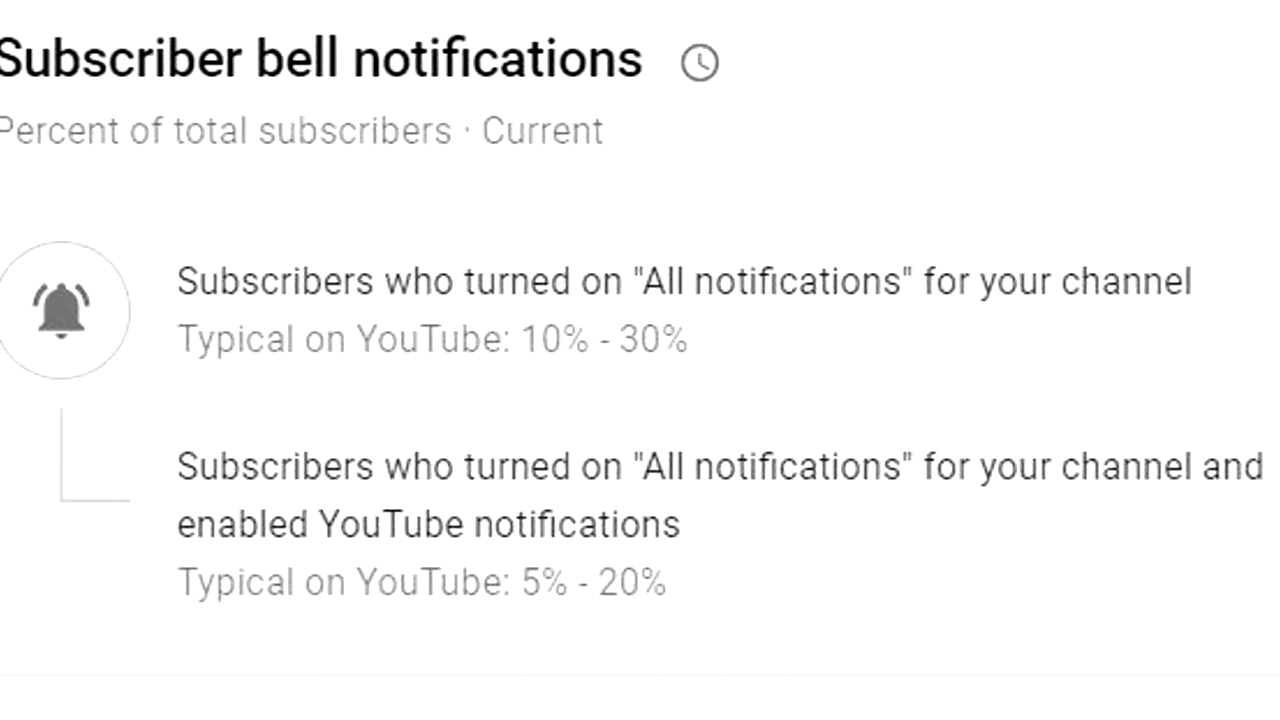 Subscriber bell notifications
Percent of total subscribers · Current
Subscribers who turned on "All notifications" for your channel
Typical on YouTube: 10% - 30%
Subscribers who turned on "All notifications" for your channel and
enabled YouTube notifications
Typical on YouTube: 5% - 20%